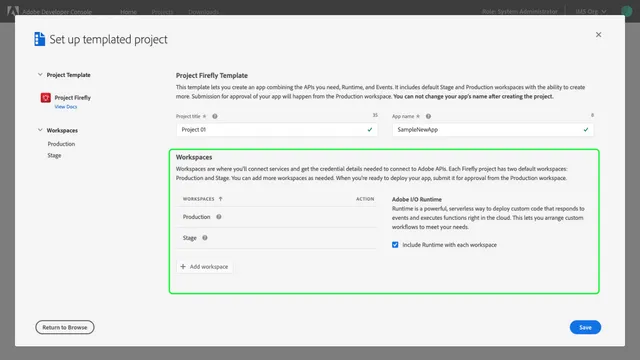 Adobe Developer Console
Home
Projects
Downloads
Role: System Administrator
IMS Org
Set up templated project
Project Template
Project Firefly
View Docs
Workspaces
Production
Stage
Project Firefly Template
This template lets you create an app combining the APIs you need, Runtime, and Events. It includes default Stage and Production workspaces with the ability to create
more. Submission for approval of your app will happen from the Production workspace. You can not change your app's name after creating the project.
Project title
35
App name
8
Project 01
SampleNewApp
Workspaces
Workspaces are where you'll connect services and get the credential details needed to connect to Adobe APIs. Each Firefly project has two default workspaces:
Production and Stage. You can add more workspaces as needed. When you're ready to deploy your app, submit it for approval from the Production workspace.
WORKSPACES
ACTION
Production
Stage
+ Add workspace
Adobe I/O Runtime
Runtime is a powerful, serverless way to deploy custom code that responds to
events and executes functions right in the cloud. This lets you arrange custom
workflows to meet your needs.
Include Runtime with each workspace
Return to Browse
Save